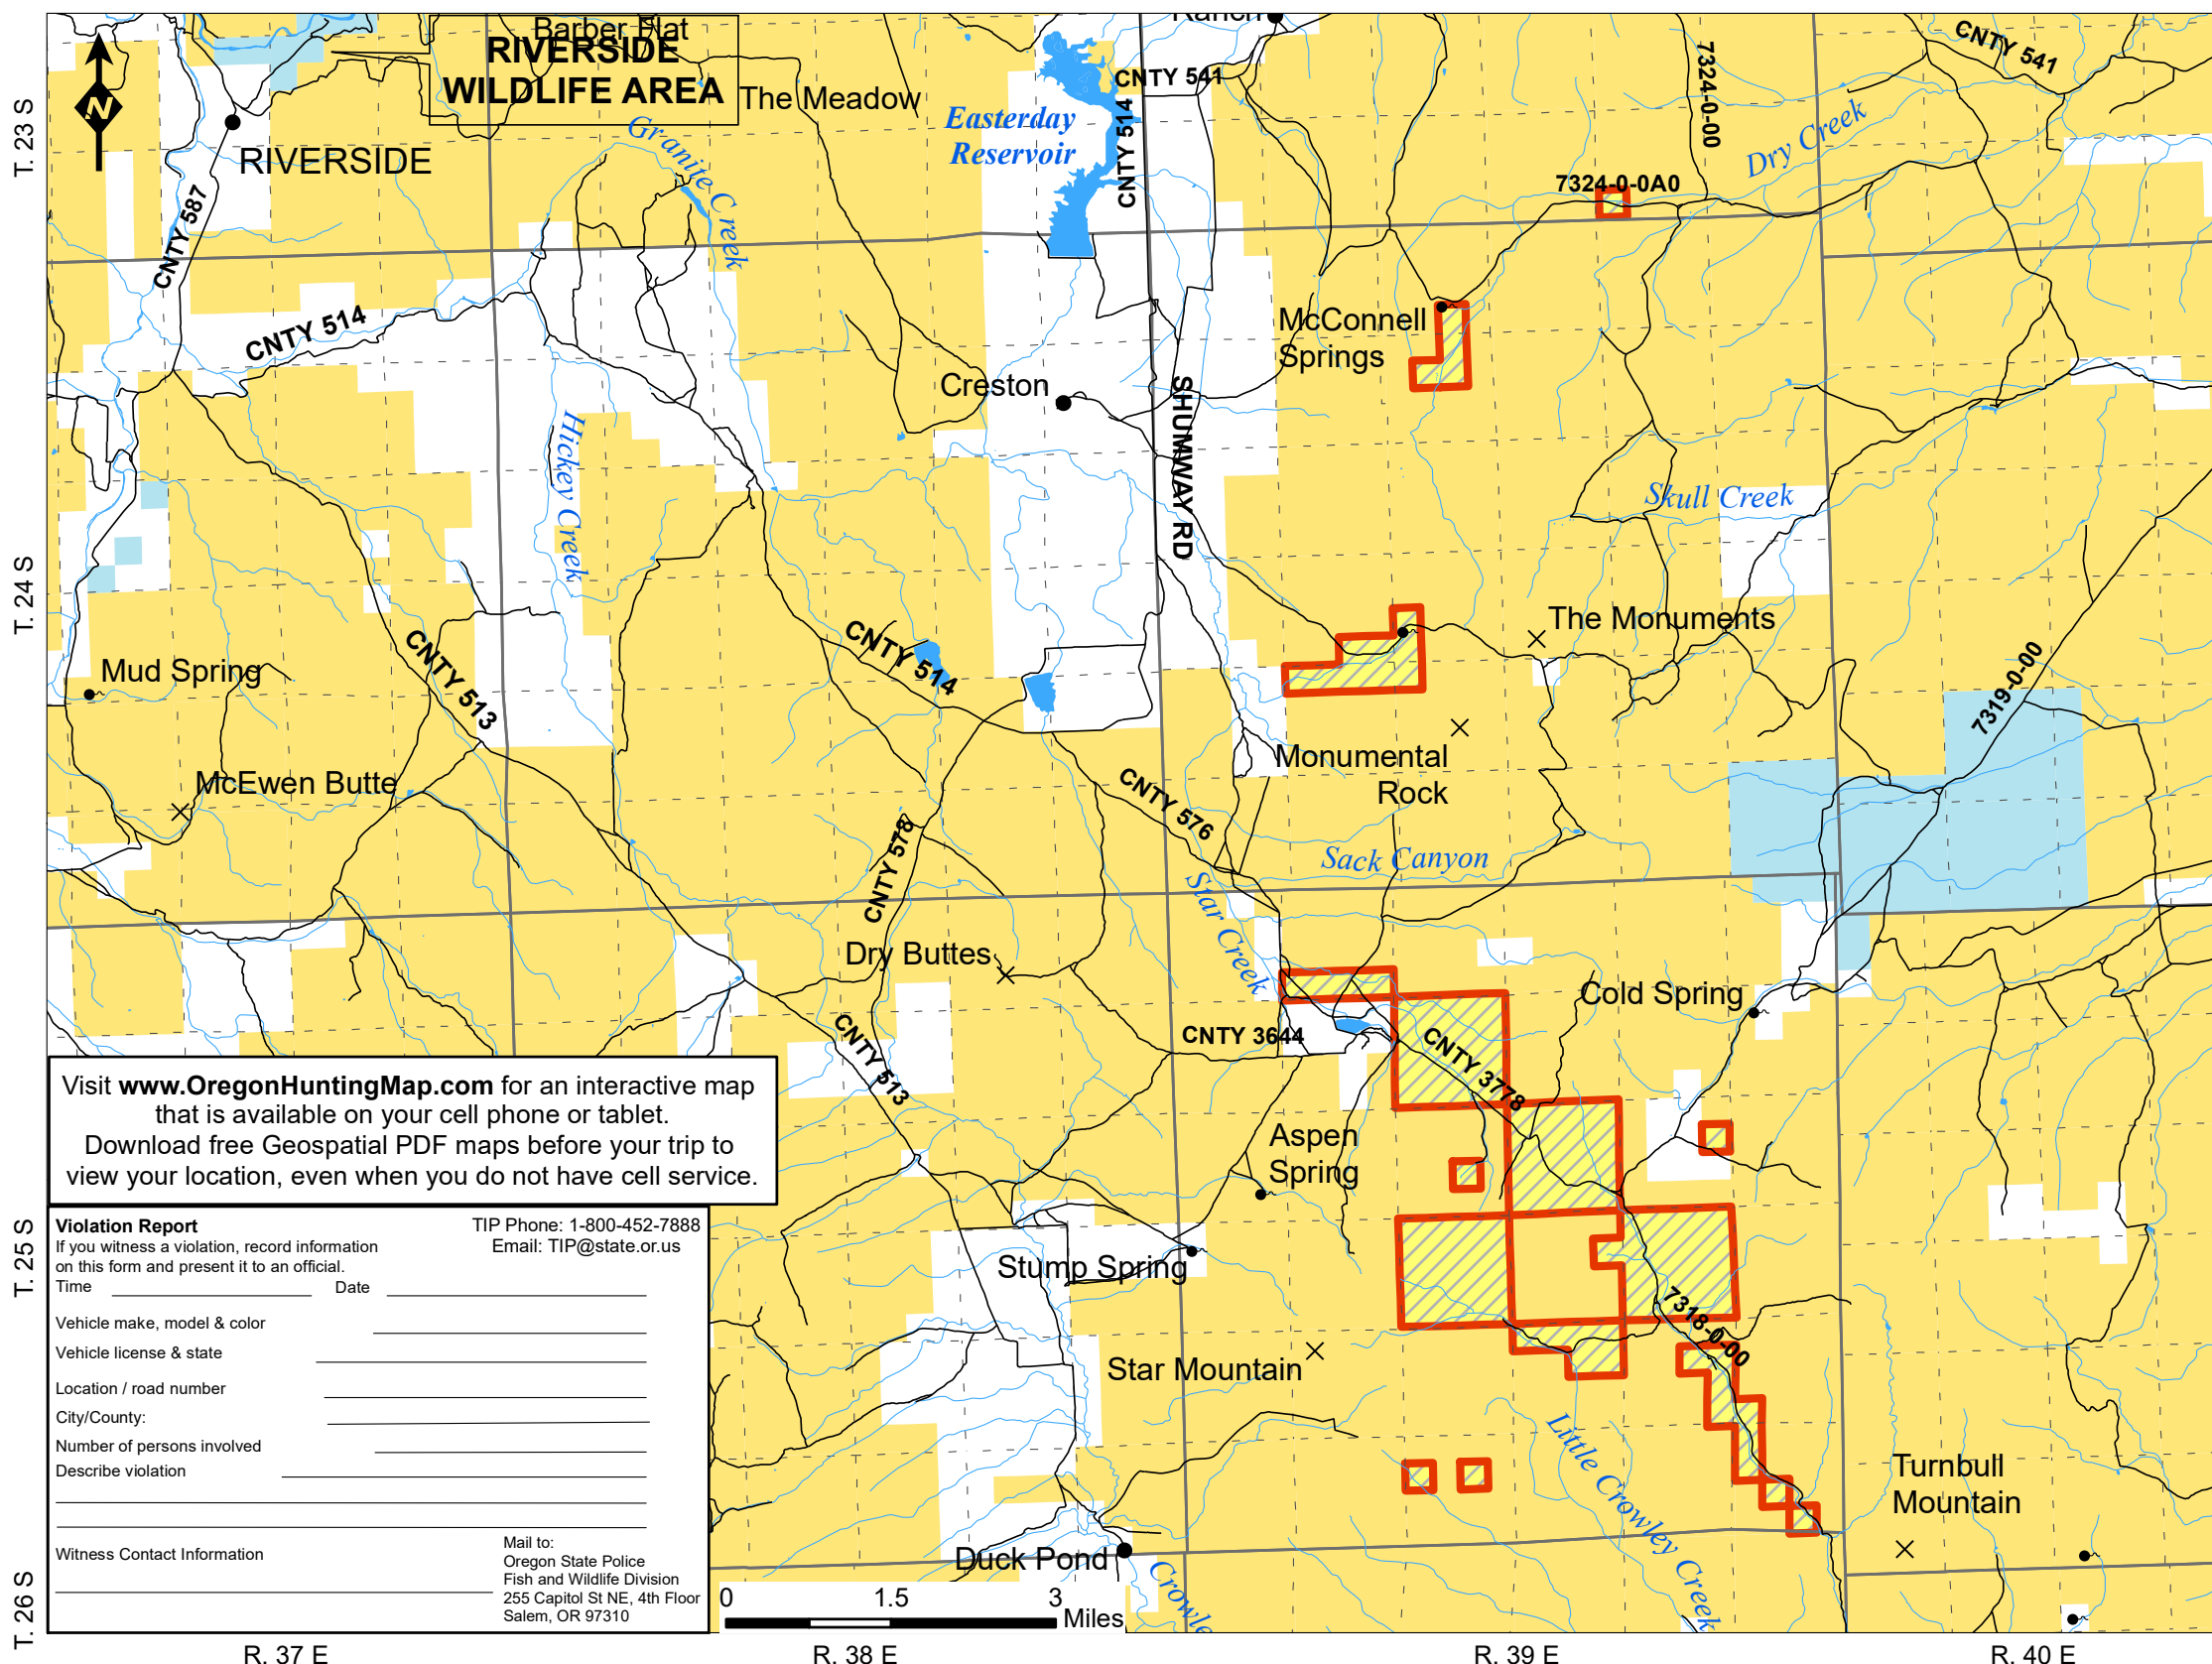 Ranch
Barber Flat
RIVERSIDE
WILDLIFE AREA
The Meadow
CNTY 541
CNTY 541
7324-0-00
T. 23 S
N
RIVERSIDE
Granite Creek
Easterday
Reservoir
CNTY 514
Dry Creek
7324-0-0A0
CNTY 587
CNTY 514
McConnell
Springs
Creston
SHUMWAY RD
Hickey Creek
Skull Creek
T. 24 S
The Monuments
CNTY 514
CNTY 513
Mud Spring
7319-0-00
McEwen Butte
Monumental
Rock
CNTY 576
CNTY 578
Sack Canyon
Star Creek
Dry Buttes
Cold Spring
CNTY 3644
CNTY 513
CNTY 3778
Visit www.OregonHuntingMap.com for an interactive map
that is available on your cell phone or tablet.
Download free Geospatial PDF maps before your trip to
view your location, even when you do not have cell service.
Aspen
Spring
T. 25 S
Violation Report
TIP Phone: 1-800-452-7888
If you witness a violation, record information
Email: TIP@state.or.us
on this form and present it to an official.
Time
Date
Vehicle make, model & color
Vehicle license & state
Location / road number
City/County:
Number of persons involved
Describe violation
Witness Contact Information
Mail to:
Oregon State Police
Fish and Wildlife Division
255 Capitol St NE, 4th Floor
Salem, OR 97310
Stump Spring
7318-0-00
Star Mountain
Little Crowley Creek
Turnbull
Mountain
Duck Pond
Crowle
T. 26 S
0 1.5 3
Miles
R. 37 E
R. 38 E
R. 39 E
R. 40 E